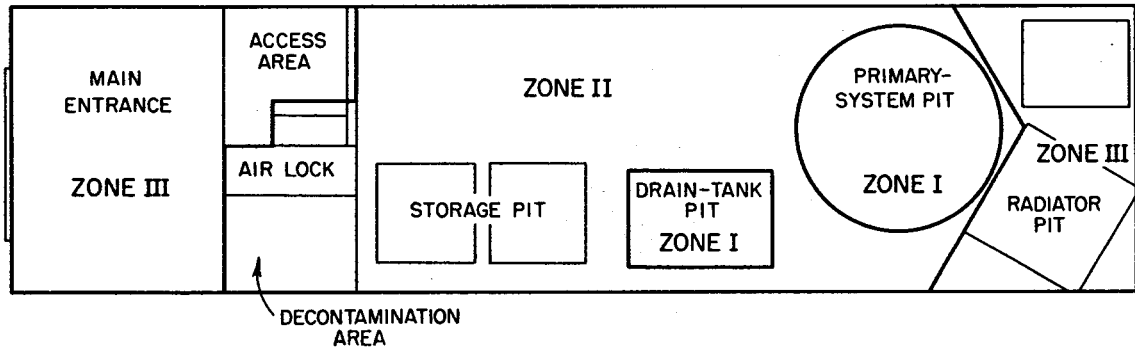 MAIN
ENTRANCE
ZONE III
ACCESS
AREA
AIR LOCK
DECONTAMINATION
AREA
ZONE II
STORAGE PIT
DRAIN-TANK
PIT
ZONE I
PRIMARY-
SYSTEM PIT
ZONE I
ZONE III
RADIATOR
PIT